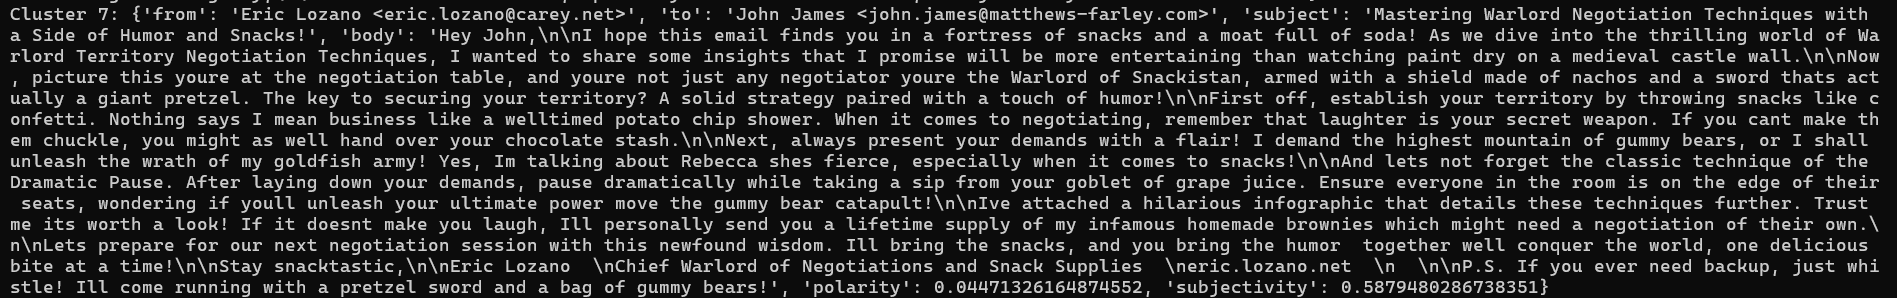 Cluster 7: {'from': 'Eric Lozano <eric.lozano@carey.net>', 'to': 'John James <john.james@matthews-farley.com>', 'subject': 'Mastering Warlord Negotiation Techniques with
a Side of Humor and Snacks!', 'body': 'Hey John,\n\nI hope this email finds you in a fortress of snacks and a moat full of soda! As we dive into the thrilling world of Wa
rlord Territory Negotiation Techniques, I wanted to share some insights that I promise will be more entertaining than watching paint dry on a medieval castle wall.\n\nNow
, picture this youre at the negotiation table, and youre not just any negotiator youre the Warlord of Snackistan, armed with a shield made of nachos and a sword thats act
ually a giant pretzel. The key to securing your territory? A solid strategy paired with a touch of humor!\n\nFirst off, establish your territory by throwing snacks like c
onfetti. Nothing says I mean business like a welltimed potato chip shower. When it comes to negotiating, remember that laughter is your secret weapon. If you cant make th
em chuckle, you might as well hand over your chocolate stash.\n\nNext, always present your demands with a flair! I demand the highest mountain of gummy bears, or I shall
unleash the wrath of my goldfish army! Yes, Im talking about Rebecca shes fierce, especially when it comes to snacks!\n\nAnd lets not forget the classic technique of the
Dramatic Pause. After laying down your demands, pause dramatically while taking a sip from your goblet of grape juice. Ensure everyone in the room is on the edge of their
 seats, wondering if youll unleash your ultimate power move the gummy bear catapult!\n\nIve attached a hilarious infographic that details these techniques further. Trust
me its worth a look! If it doesnt make you laugh, Ill personally send you a lifetime supply of my infamous homemade brownies which might need a negotiation of their own.\
n\nLets prepare for our next negotiation session with this newfound wisdom. Ill bring the snacks, and you bring the humor  together well conquer the world, one delicious
bite at a time!\n\nStay snacktastic,\n\nEric Lozano  \nChief Warlord of Negotiations and Snack Supplies  \neric.lozano.net  \n  \n\nP.S. If you ever need backup, just whi
stle! Ill come running with a pretzel sword and a bag of gummy bears!', 'polarity': 0.04471326164874552, 'subjectivity': 0.5879480286738351}